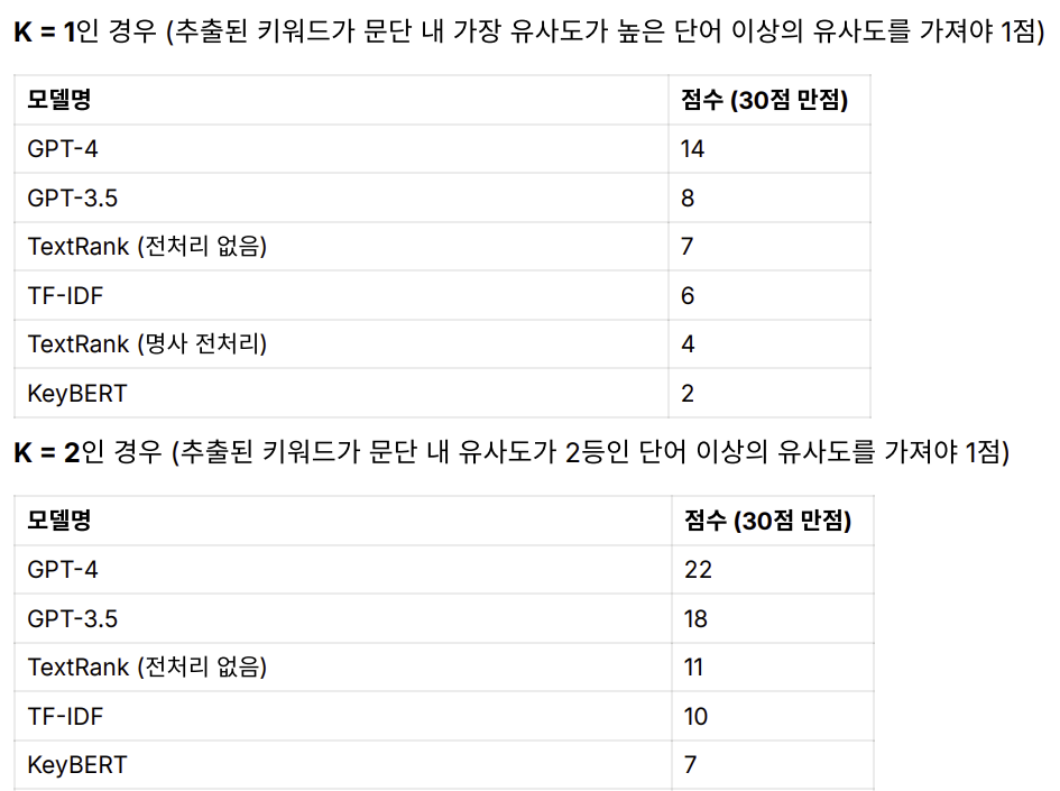 K = 1인 경우 (추출된 키워드가 문단 내 가장 유사도가 높은 단어 이상의 유사도를 가져야 1점)
모델명 점수 (30점 만점)
GPT-4 14
GPT-3.5 8
TextRank (전처리 없음) 7
TF-IDF 6
TextRank (명사 전처리) 4
KeyBERT 2
K = 2인 경우 (추출된 키워드가 문단 내 유사도가 2등인 단어 이상의 유사도를 가져야 1점)
모델명 점수 (30점 만점)
GPT-4 22
GPT-3.5 18
TextRank (전처리 없음) 11
TF-IDF 10
KeyBERT 7